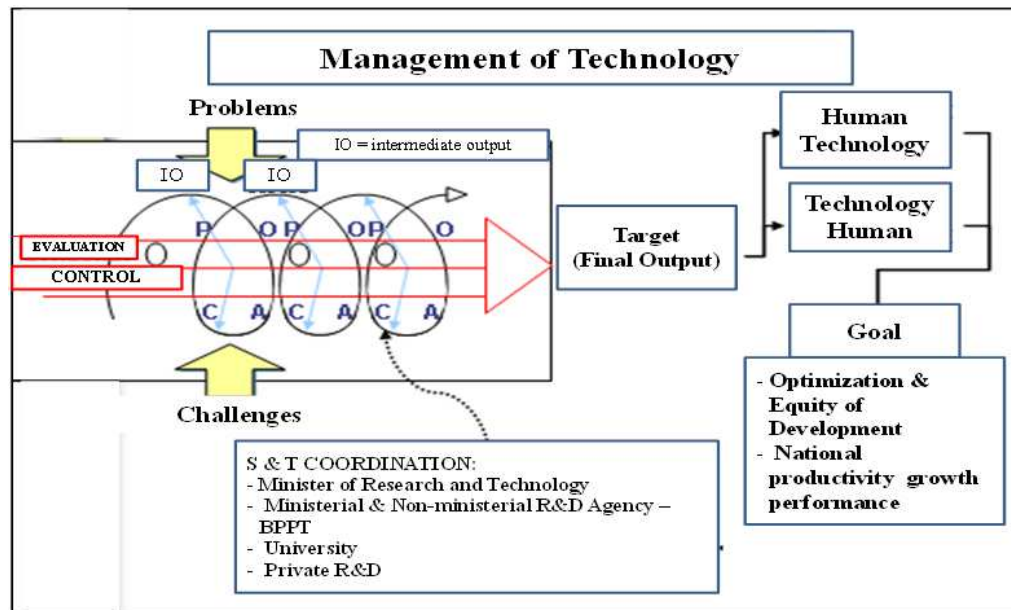 Management of Technology
Problems
IO = intermediate output
IO
IO
P O P O P O
EVALUATION
CONTROL
C A C A C A
Challenges
Target
(Final Output)
Human
Technology
Technology
Human
Goal
- Optimization &
Equity of
Development
- National
productivity growth
performance
S & T COORDINATION:
- Minister of Research and Technology
- Ministerial & Non-ministerial R&D Agency –
BPPT
- University
- Private R&D